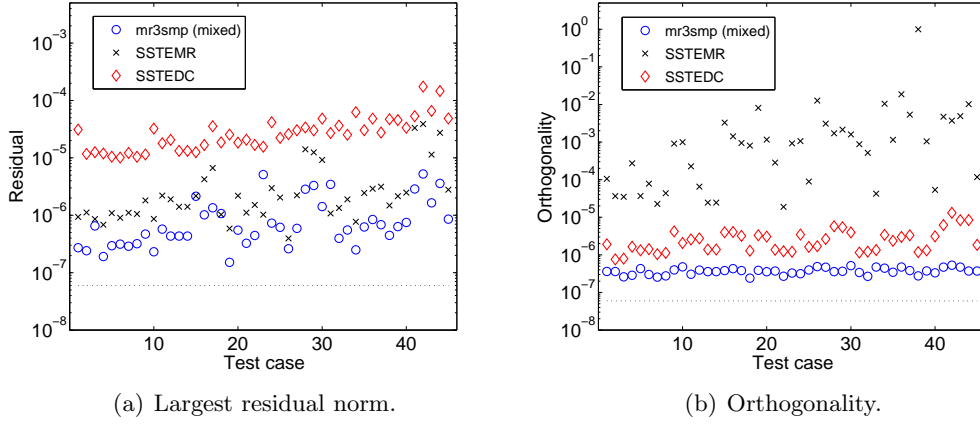 10⁻³
10⁻⁴
10⁻⁵
10⁻⁶
10⁻⁷
10⁻⁸
Residual
mr3smp (mixed)
SSTEMR
SSTEDC
10 20 30 40
Test case
(a) Largest residual norm.
10⁰
10⁻¹
10⁻²
10⁻³
10⁻⁴
10⁻⁵
10⁻⁶
10⁻⁷
10⁻⁸
Orthogonality
mr3smp (mixed)
SSTEMR
SSTEDC
10 20 30 40
Test case
(b) Orthogonality.